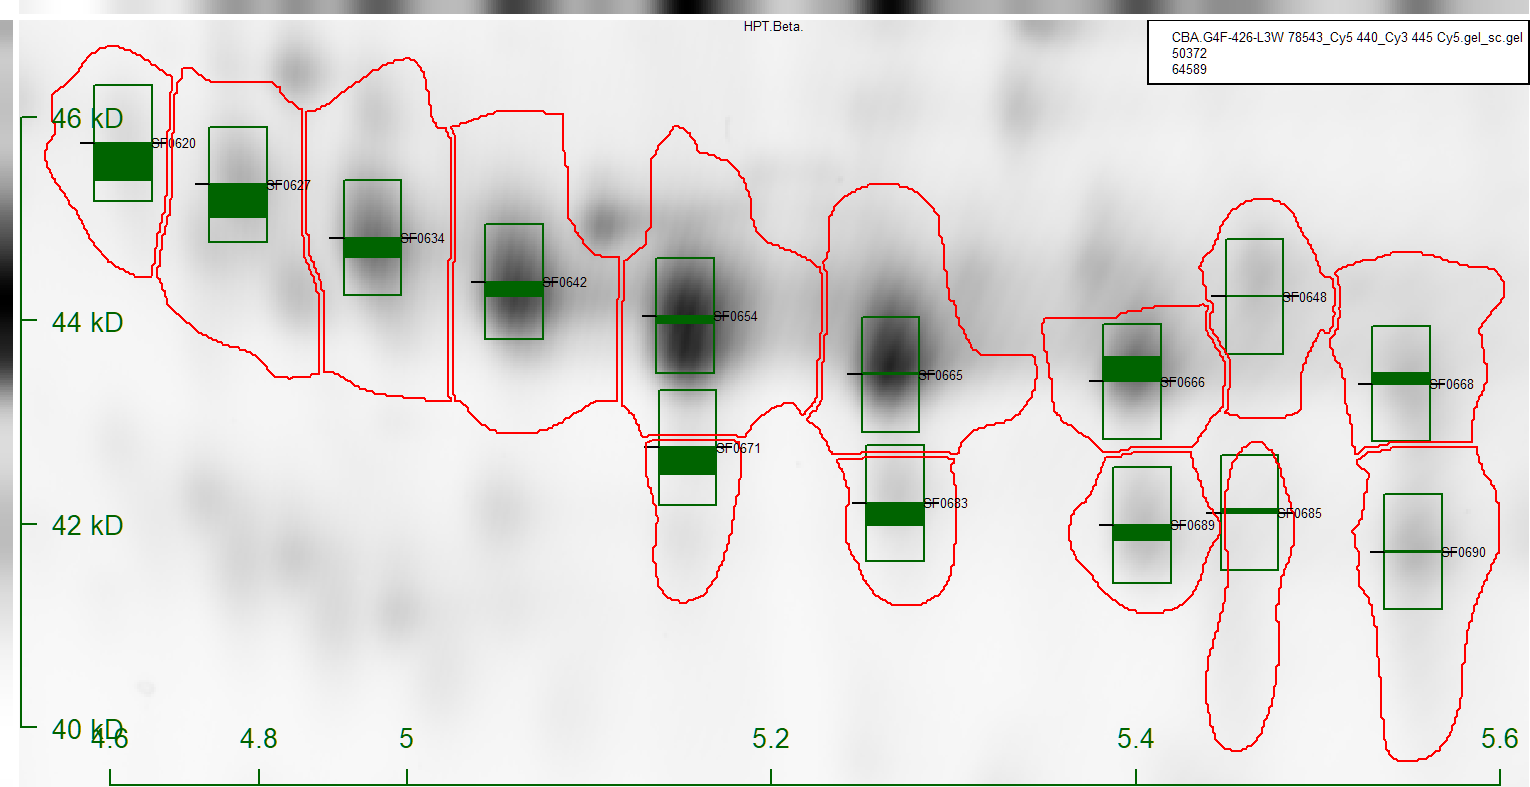 HPT.Beta.
CBA.G4F-426-L3W 78543_Cy5 440_Cy3 445 Cy5.gel_sc.gel
50372
64589
46 kD
SF0620
SF0627
SF0634
SF0642
SF0648
44 kD
SF0654
SF0665
SF0666
SF0668
SF0671
SF0683
SF0685
SF0689
42 kD
SF0690
40 kD
4.6 4.8 5 5.2 5.4 5.6